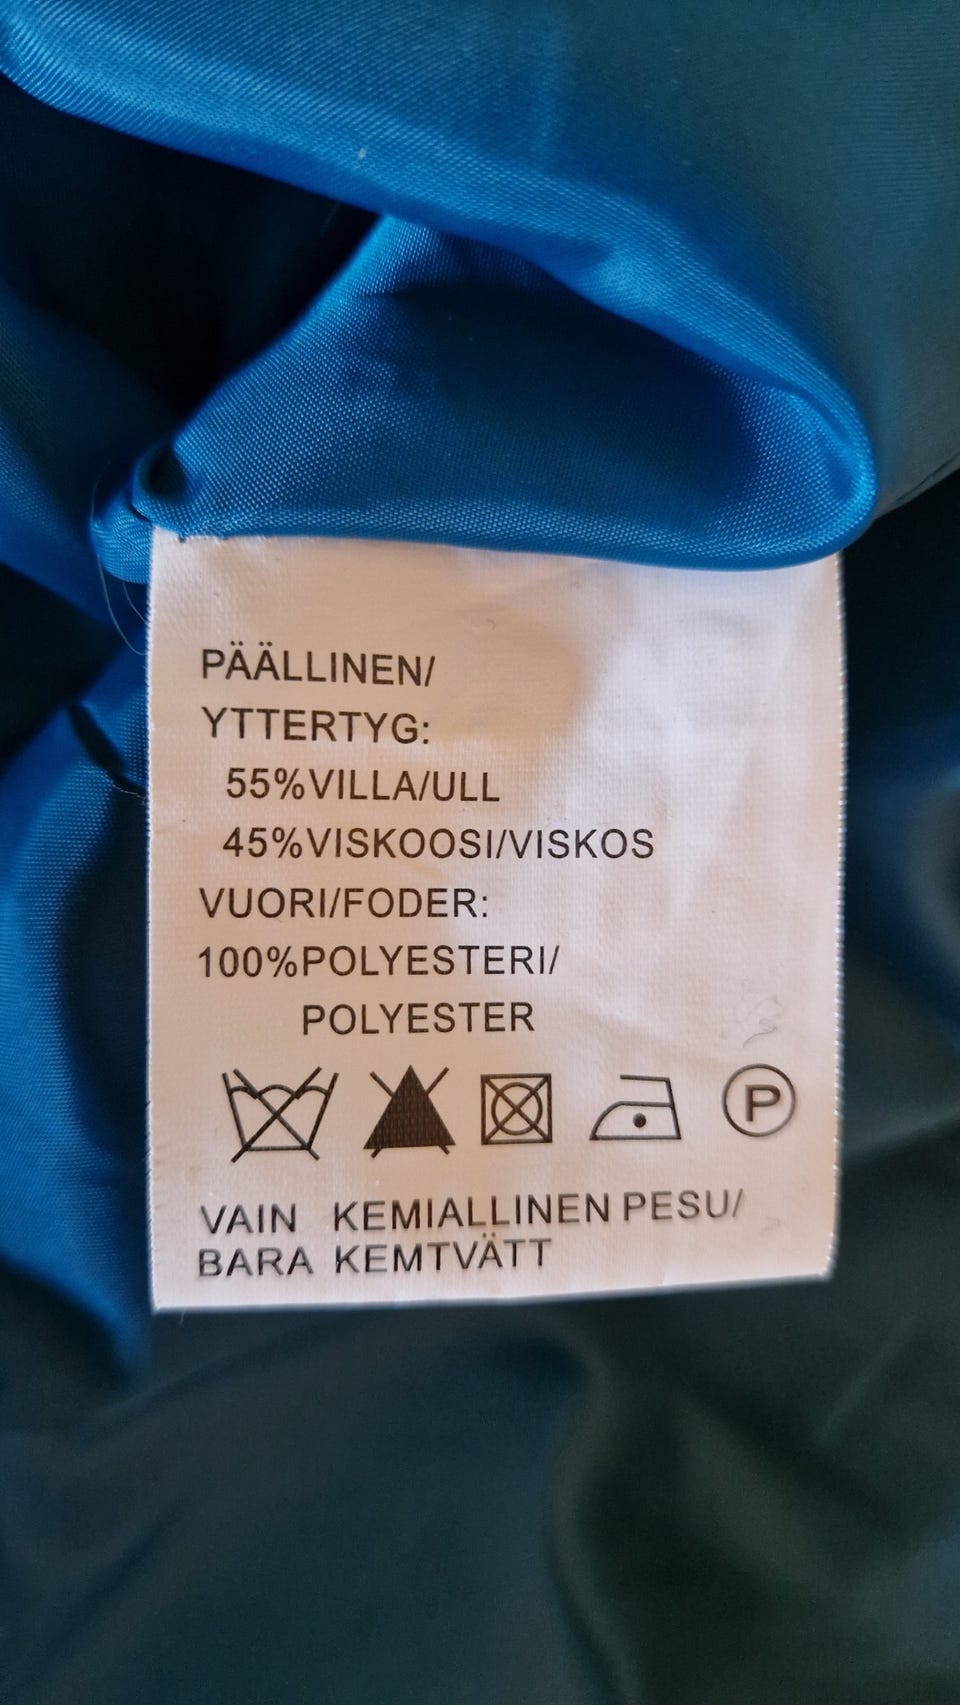 PÄÄLLINEN/
YTTERTYG:
55%VILLA/ULL
45%VISKOOSI/VISKOS
VUORI/FODER:
100%POLYESTERI/
POLYESTER
P
VAIN KEMIALLINEN PESU/
BARA KEMTVÄTT